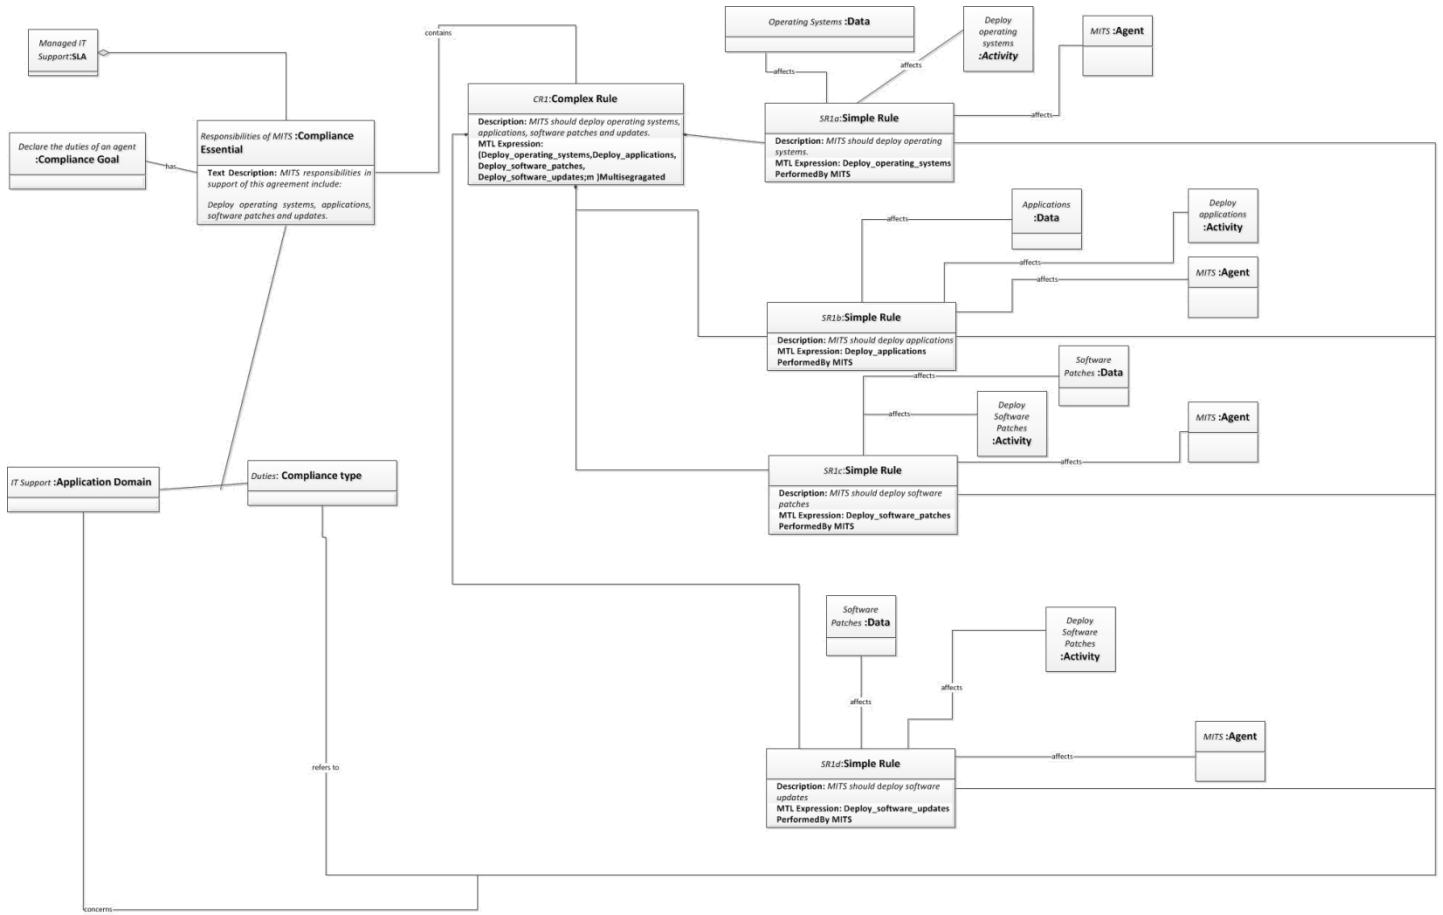 Managed IT
Support:SLA
Declare the duties of an agent
:Compliance Goal
has
Responsibilities of MITS :Compliance
Essential
Text Description: MITS responsibilities in
support of this agreement include:
Deploy operating systems, applications,
software patches and updates.
contains
CR1:Complex Rule
Description: MITS should deploy operating systems,
applications, software patches and updates.
MTL Expression:
(Deploy_operating_systems,Deploy_applications,
Deploy_software_patches,
Deploy_software_updates;m )Multisegragated
Operating Systems :Data
affects
Deploy
operating
systems
:Activity
affects
MITS :Agent
affects
SR1a:Simple Rule
Description: MITS should deploy operating
systems.
MTL Expression: Deploy_operating_systems
PerformedBy MITS
Applications
:Data
affects
Deploy
applications
:Activity
affects
MITS :Agent
affects
SR1b:Simple Rule
Description: MITS should deploy applications
MTL Expression: Deploy_applications
PerformedBy MITS
Software
Patches :Data
affects
Deploy
Software
Patches
:Activity
affects
MITS :Agent
affects
SR1c:Simple Rule
Description: MITS should deploy software
patches
MTL Expression: Deploy_software_patches
PerformedBy MITS
IT Support :Application Domain
Duties: Compliance type
Software
Patches :Data
affects
Deploy
Software
Patches
:Activity
affects
MITS :Agent
affects
SR1d:Simple Rule
Description: MITS should deploy software
updates
MTL Expression: Deploy_software_updates
PerformedBy MITS
refers to
concerns